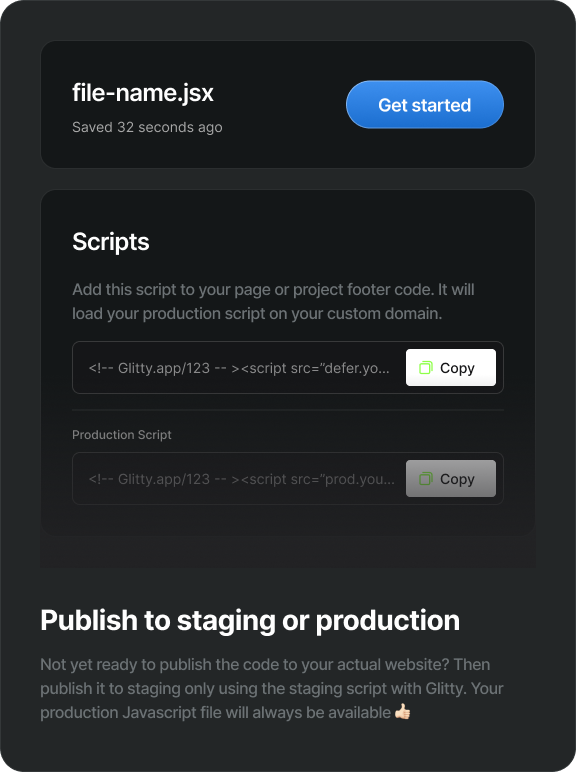 file-name.jsx
Saved 32 seconds ago
Get started
Scripts
Add this script to your page or project footer code. It will
load your production script on your custom domain.
<!-- Glitty.app/123 -- ><script src=”defer.yo...
Copy
Production Script
<!-- Glitty.app/123 -- ><script src=”prod.you...
Copy
Publish to staging or production
Not yet ready to publish the code to your actual website? Then
publish it to staging only using the staging script with Glitty. Your
production Javascript file will always be available 👍🏻